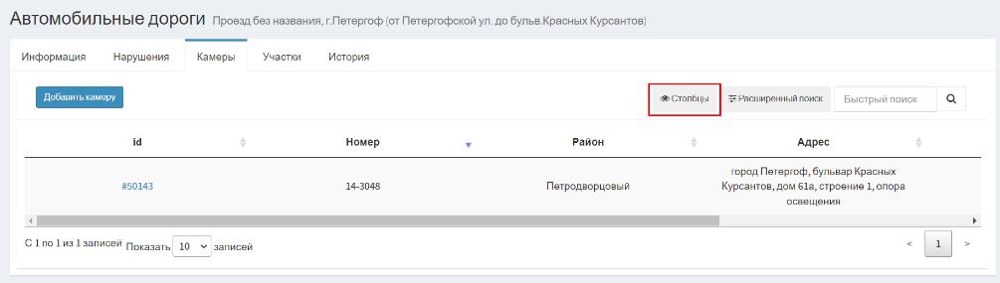 Автомобильные дороги Проезд без названия, г.Петергоф (от Петергофской ул. до бульв.Красных Курсантов)
Информация Нарушения Камеры Участки История
Добавить камеру Столбцы Расширенный поиск Быстрый поиск
id Номер Район Адрес
#50143 14-3048 Петродворцовый город Петергоф, бульвар Красных
Курсантов, дом 61а, строение 1, опора
освещения
С 1 по 1 из 1 записей Показать 10 записей < 1 >